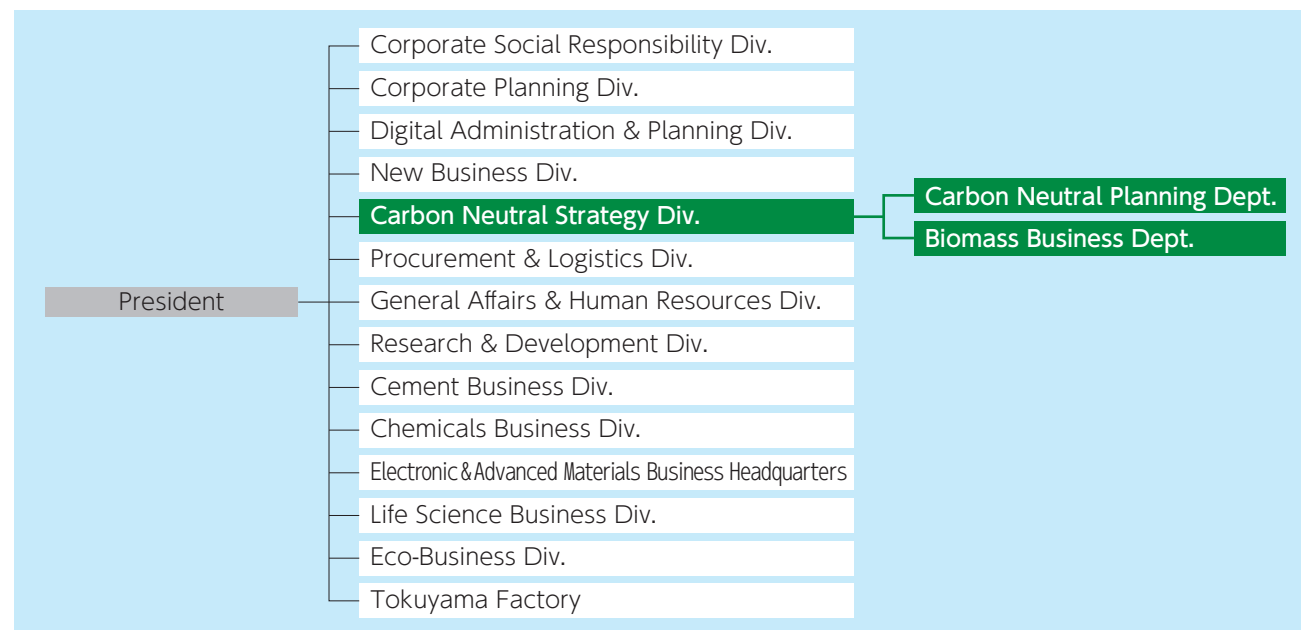 Corporate Social Responsibility Div.
Corporate Planning Div.
Digital Administration & Planning Div.
New Business Div.
Carbon Neutral Strategy Div.
Carbon Neutral Planning Dept.
Biomass Business Dept.
Procurement & Logistics Div.
President
General Affairs & Human Resources Div.
Research & Development Div.
Cement Business Div.
Chemicals Business Div.
Electronic & Advanced Materials Business Headquarters
Life Science Business Div.
Eco-Business Div.
Tokuyama Factory